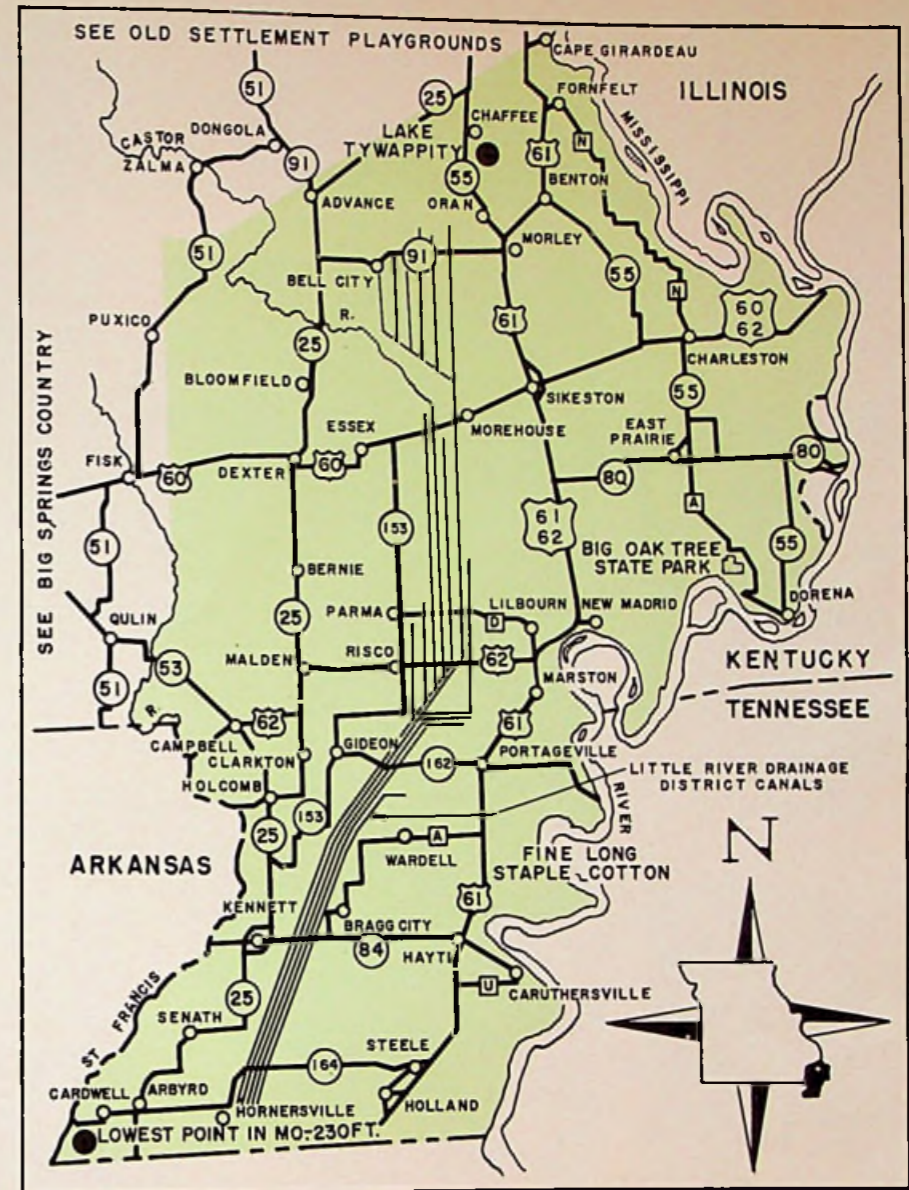 SEE OLD SETTLEMENT PLAYGROUNDS
CAPE GIRARDEAU
ILLINOIS
51
25
FORNFELT
CHAFFEE
DONGOLA
CASTOR
LAKE
TYWAPPITY
MISSISSIPPI
N
61
ZALMA
91
55
BENTON
ADVANCE
ORAN
MORLEY
51
91
55
BELL CITY
N
R.
60
62
61
PUXICO
25
CHARLESTON
BLOOMFIELD
SIKESTON
55
MOREHOUSE
ESSEX
EAST
PRAIRIE
FISK
60
DEXTER
60
80
80
SEE BIG SPRINGS COUNTRY
A
153
61
62
51
55
BIG OAK TREE
STATE PARK
BERNIE
PARMA
LILBOURN
NEW MADRID
DORENA
25
D
QULIN
MALDEN
RISCO
62
KENTUCKY
53
MARSTON
51
TENNESSEE
R.
62
61
CAMPBELL
GIDEON
PORTAGEVILLE
CLARKTON
162
HOLCOMB
LITTLE RIVER DRAINAGE
DISTRICT CANALS
RIVER
153
25
A
N
WARDELL
FINE LONG
STAPLE COTTON
ARKANSAS
61
KENNETT
BRAGG CITY
84
HAYTI
U
CARUTHERSVILLE
25
ST FRANCIS
SENATH
STEELE
164
CARDWELL
ARBYRD
HOLLAND
HORNERSVILLE
LOWEST POINT IN MO.-230FT.